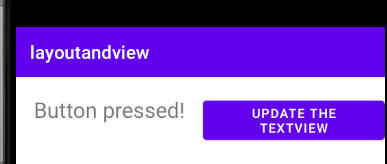 layoutandview
Button pressed!
UPDATE THE
TEXTVIEW